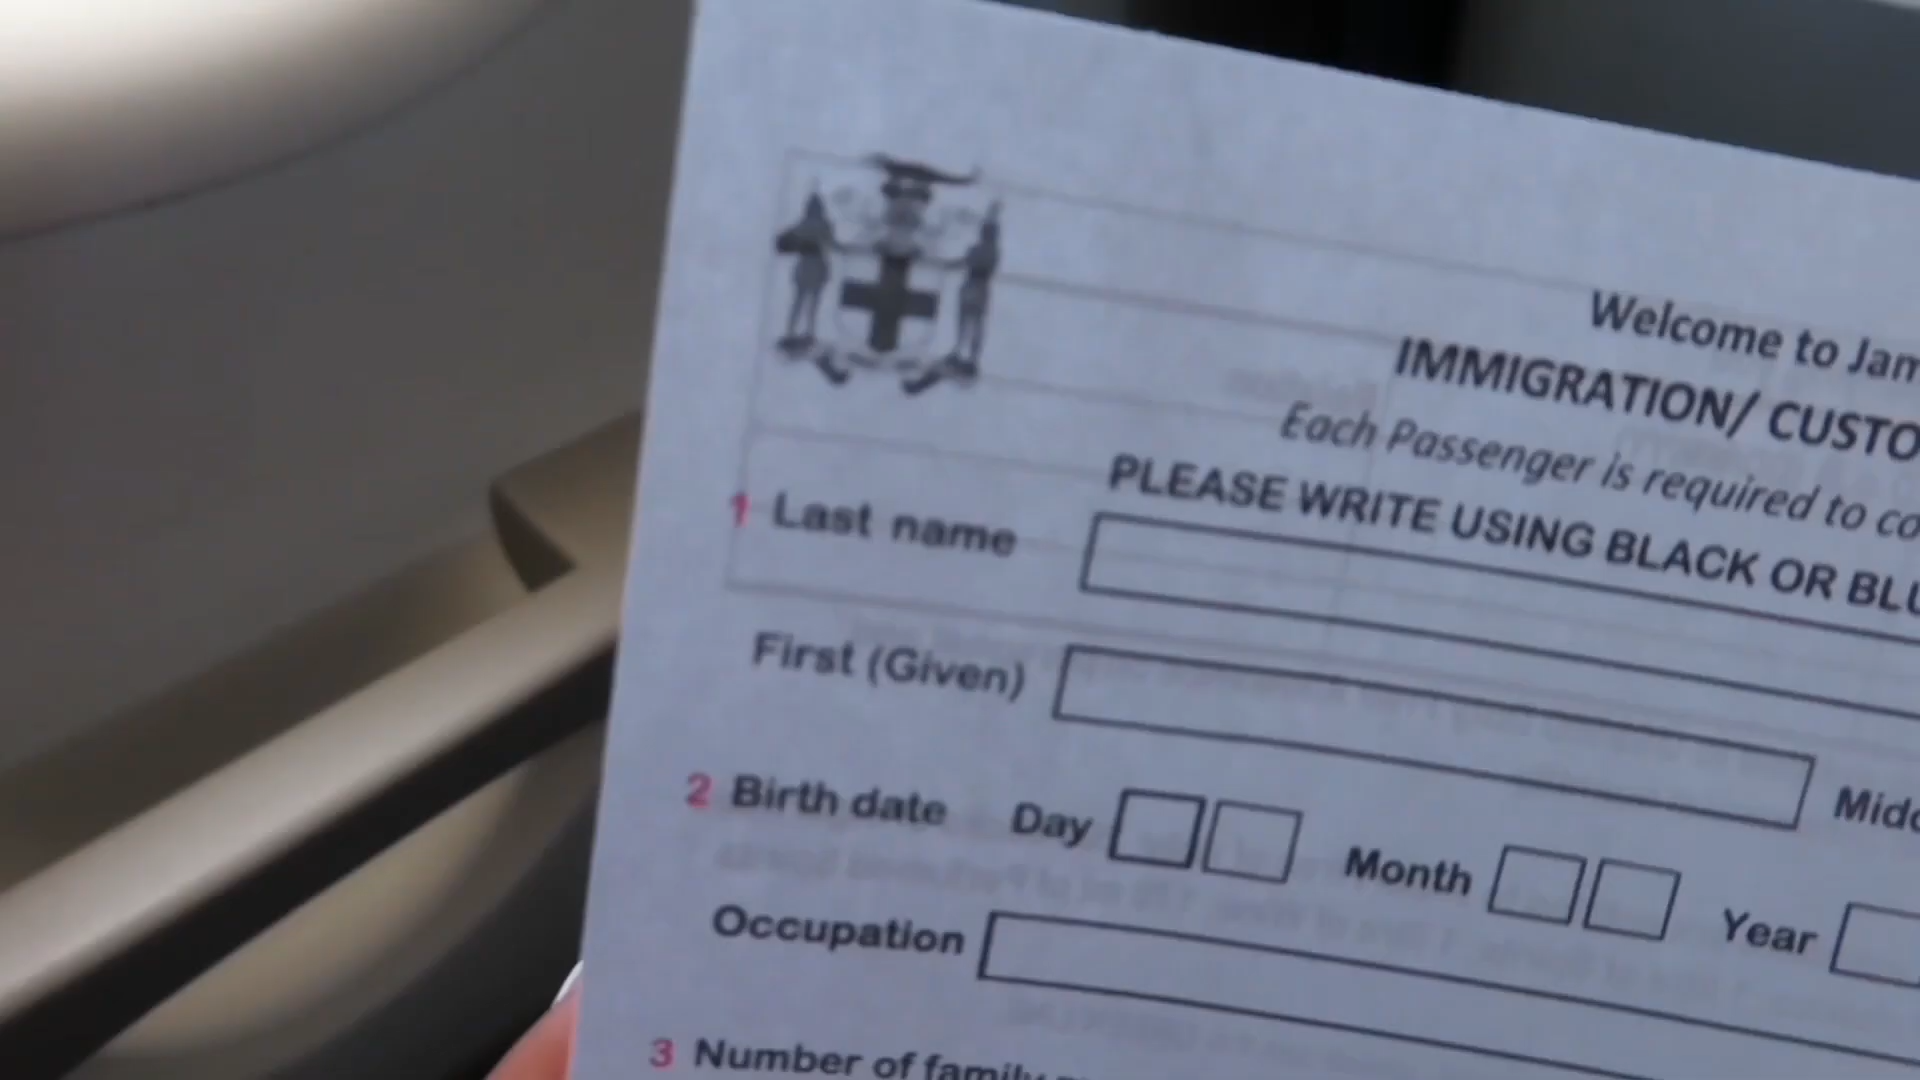 Welcome to Jam
IMMIGRATION/ CUSTO
Each Passenger is required to co
PLEASE WRITE USING BLACK OR BLU
1 Last name
First (Given)
Midd
2 Birth date Day Month Year
Occupation
3 Number of family